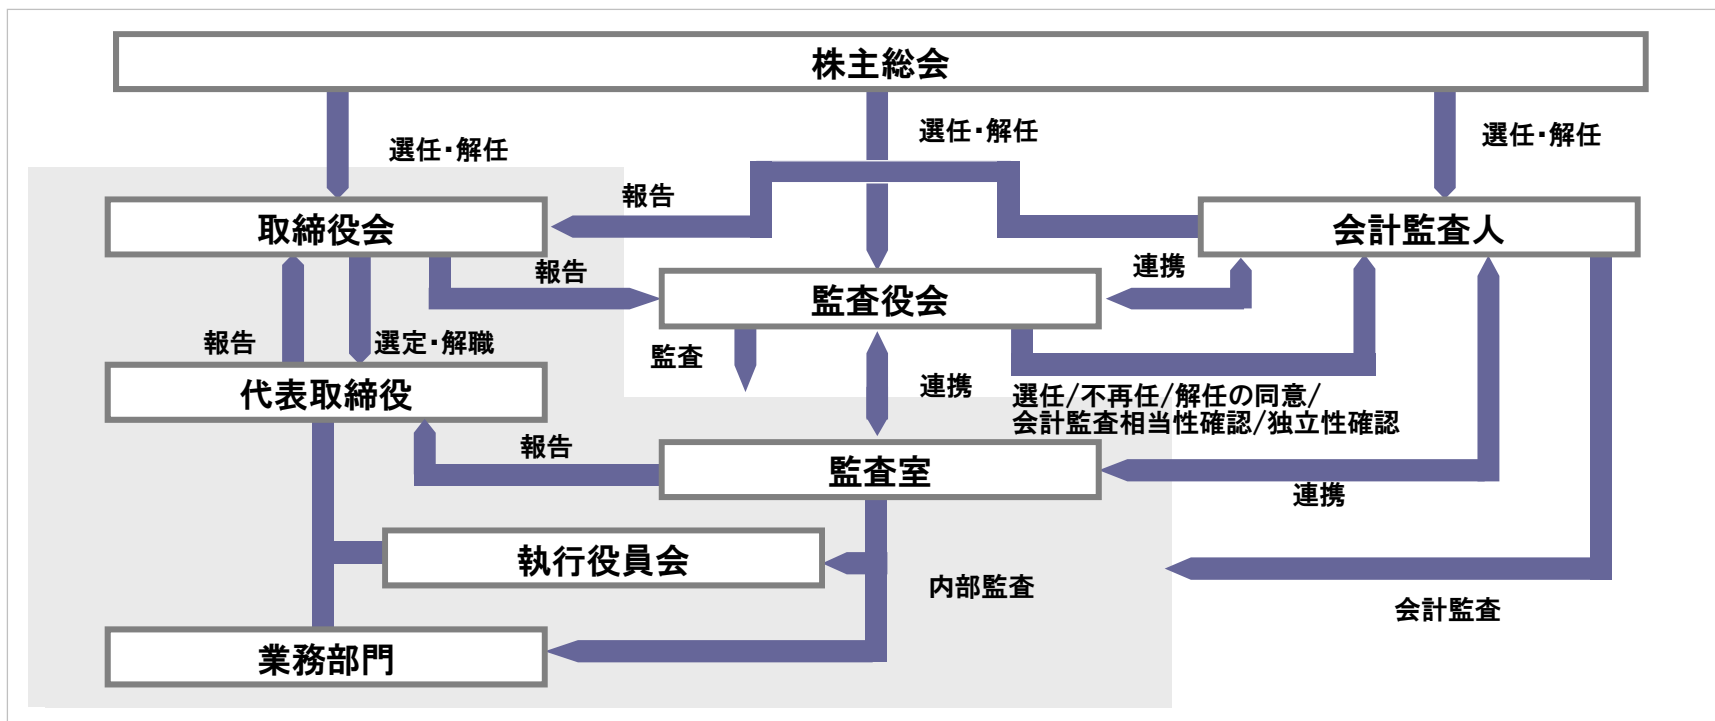 株主総会
選任・解任
選任・解任
選任・解任
報告
取締役会
会計監査人
報告
連携
監査役会
報告
選定・解職
監査
連携
代表取締役
選任/不再任/解任の同意/
会計監査相当性確認/独立性確認
報告
監査室
連携
執行役員会
内部監査
会計監査
業務部門